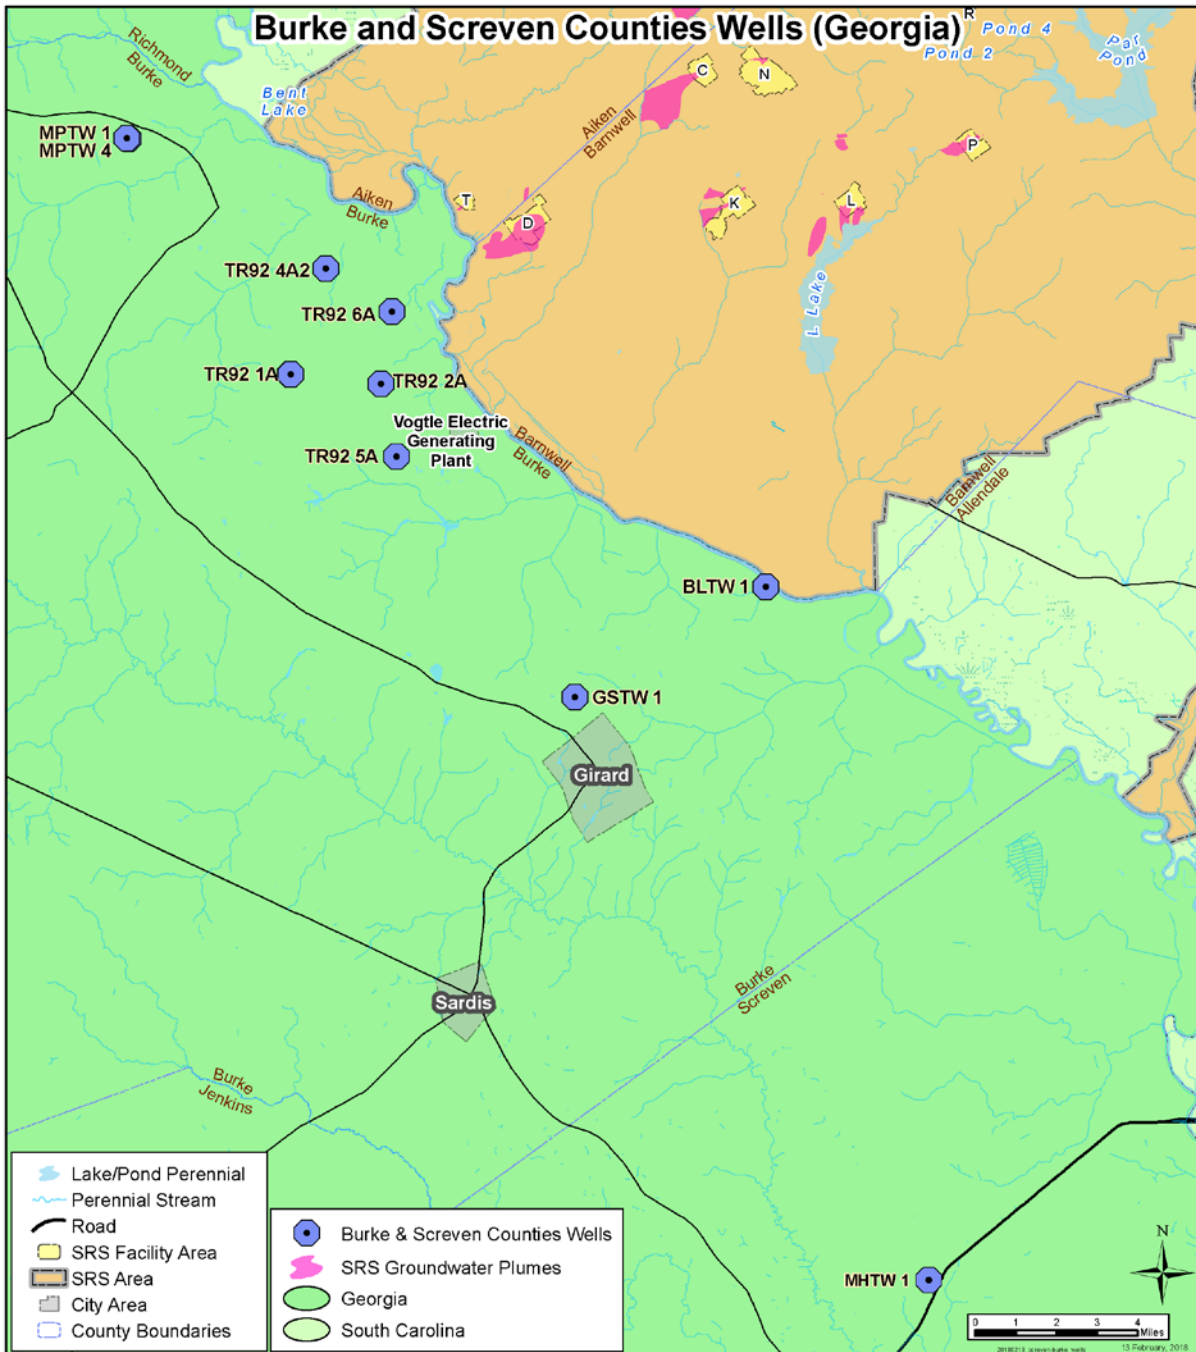 Burke and Screven Counties Wells (Georgia)
R
Pond 4
Pond 2
Par
Pond
Richmond
Burke
Bent
Lake
C
N
Aiken
Barnwell
MPTW 1
MPTW 4
P
Aiken
Burke
T
D
K
L
TR92 4A2
L Lake
TR92 6A
TR92 1A
TR92 2A
Vogtle Electric
Generating
Plant
Barnwell
Burke
TR92 5A
Barnwell
Allendale
BLTW 1
GSTW 1
Girard
Burke
Screven
Sardis
Burke
Jenkins
Lake/Pond Perennial
Perennial Stream
Road
SRS Facility Area
SRS Area
City Area
County Boundaries
Burke & Screven Counties Wells
SRS Groundwater Plumes
Georgia
South Carolina
MHTW 1
N
0 1 2 3 4
Miles
13 February, 2018